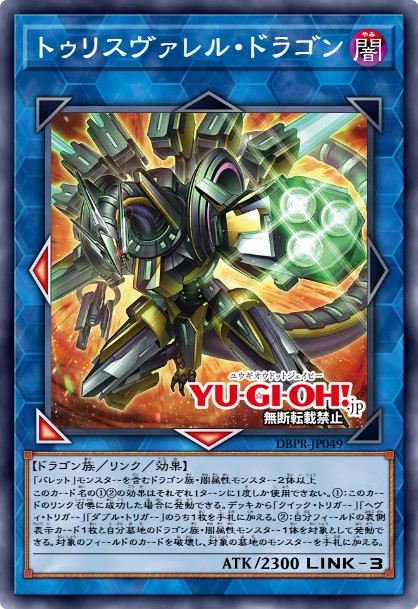 トゥリスヴァレル・ドラゴン
やみ
闇
ユウギオウドットジェイピー
YU-GI-OH!.jp
無断転載禁止
DBPR-JP049
【ドラゴン族／リンク／効果】
「ヴァレット」モンスターを含むドラゴン族・闇属性モンスター2体以上
このカード名の①②の効果はそれぞれ1ターンに1度しか使用できない。①：このカー
ドのリンク召喚に成功した場合に発動できる。デッキから「クイック・トリガー」「ヘヴ
ィ・トリガー」「ダブル・トリガー」のうち1枚を手札に加える。②：自分フィールドの表側
表示カード1枚と自分墓地のドラゴン族・闇属性モンスター1体を対象として発動でき
る。対象のフィールドのカードを破壊し、対象の墓地のモンスターを手札に加える。
ATK/2300 LINK-3